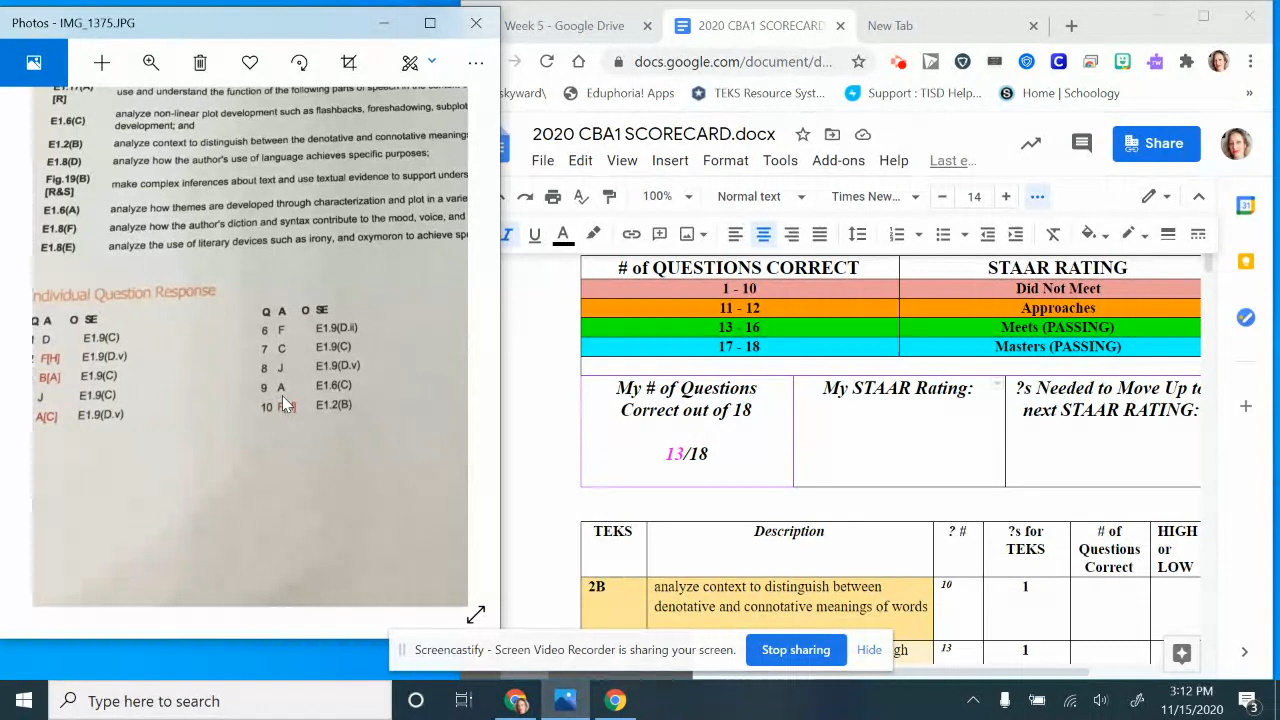 Photos - IMG_1375.JPG
E1.17(A)
[R]
use and understand the function of the following parts of speech in the
E1.6(C)
analyze non-linear plot development such as flashbacks, foreshadowing, subplot
development; and
E1.2(B)
analyze context to distinguish between the denotative and connotative meanings
E1.8(D)
analyze how the author's use of language achieves specific purposes;
Fig.19(B)
[R&S]
make complex inferences about text and use textual evidence to support unders
E1.6(A)
analyze how themes are developed through characterization and plot in a varie
E1.8(F)
analyze how the author's diction and syntax contribute to the mood, voice, and
E1.8(E)
analyze the use of literary devices such as irony, and oxymoron to achieve spe
ndividual Question Response
Q A O SE
D E1.9(C)
F[H] E1.9(D.v)
B[A] E1.9(C)
J E1.9(C)
A[C] E1.9(D.v)
Q A O SE
6 F E1.9(D.ii)
7 C E1.9(C)
8 J E1.9(D.v)
9 A E1.6(C)
10 E1.2(B)
Week 5 - Google Drive
2020 CBA1 SCORECARD
New Tab
docs.google.com/document/d...
skyward...
Eduphoria! Apps
TEKS Resource Syst...
Support : TISD Help...
Home | Schoology
»
2020 CBA1 SCORECARD.docx
File Edit View Insert Format Tools Add-ons Last e...
Share
100% Normal text Times New... 14
# of QUESTIONS CORRECT STAAR RATING
1 - 10 Did Not Meet
11 - 12 Approaches
13 - 16 Meets (PASSING)
17 - 18 Masters (PASSING)
My # of Questions
Correct out of 18
13/18
My STAAR Rating:
?s Needed to Move Up to
next STAAR RATING:
TEKS
Description
? #
?s for
TEKS
# of
Questions
Correct
HIGH
or
LOW
2B
analyze context to distinguish between
denotative and connotative meanings of words
10
1
gh
13
1
Screencastify - Screen Video Recorder is sharing your screen.
Stop sharing
Hide
Type here to search
3:12 PM
11/15/2020
3